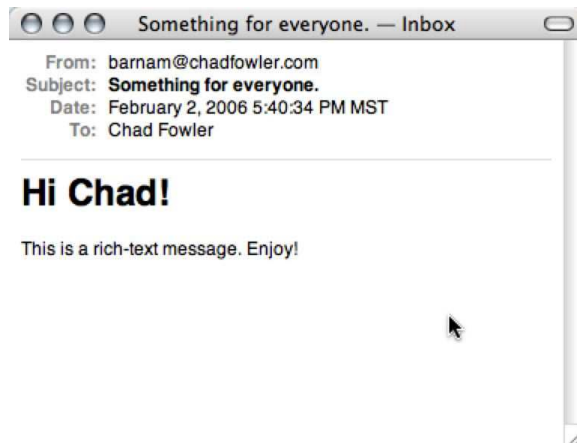 Something for everyone. — Inbox
From: barnam@chadfowler.com
Subject: Something for everyone.
Date: February 2, 2006 5:40:34 PM MST
To: Chad Fowler
Hi Chad!
This is a rich-text message. Enjoy!